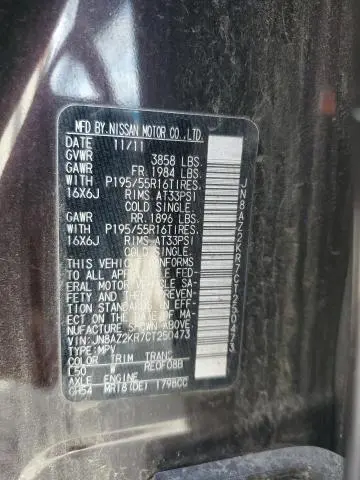 MFD BY NISSAN MOTOR CO.,LTD.
DATE 11/11
GVWR 3858 LBS.
GAWR FR. 1984 LBS.
WITH P195/55R16TIRES,
16X6J RIMS,AT33PSI
COLD SINGLE.
GAWR RR. 1896 LBS.
WITH P195/55R16TIRES,
16X6J RIMS,AT33PSI
COLD SINGLE.
THIS VEHICLE CONFORMS
TO ALL APPLICABLE FED-
ERAL MOTOR VEHICLE SA-
FETY AND THEFT PREVEN-
TION STANDARDS IN EFF-
ECT ON THE DATE OF MA-
NUFACTURE SHOWN ABOVE.
VIN:JN8AZ2KR7CT250473
TYPE:MPV
COLOR TRIM TRANS
L50 W RE0F08B
AXLE ENGINE
GH54 MR18(DE) 1798CC
JN8AZ2KR7CT250473